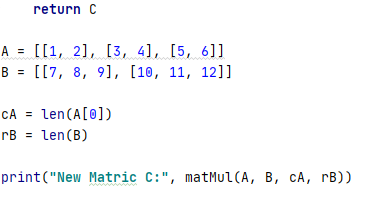 return C
A = [[1, 2], [3, 4], [5, 6]]
B = [[7, 8, 9], [10, 11, 12]]
cA = len(A[0])
rB = len(B)
print("New Matric C:", matMul(A, B, cA, rB))